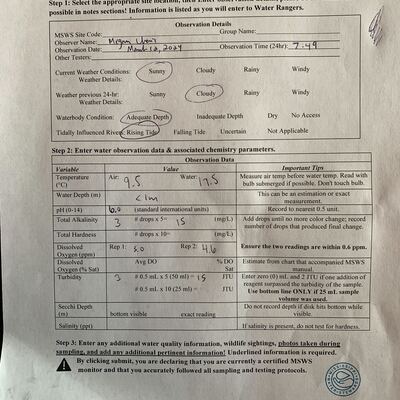 Step 1: Select the appropriate site location, then
possible in notes sections! Information is listed as you will enter to Water Rangers.
Observation Details
MSWS Site Code: Group Name:
Observer Name: Megan
Observation Date: March 12, 2024 Observation Time (24hr): 7:49
Other Testers:
Current Weather Conditions: Sunny Cloudy Rainy Windy
Weather Details:
Weather previous 24-hr: Sunny Cloudy Rainy Windy
Weather Details:
Waterbody Condition: Adequate Depth Inadequate Depth Dry No Access
Tidally Influenced Rivers: Rising Tide Falling Tide Uncertain Not Applicable
Step 2: Enter water observation data & associated chemistry parameters.
Observation Data
Variable Value Important Tips
Temperature (°C) Air: 9.5 Water: 17.5 Measure air temp before water temp. Read with bulb submerged if possible. Don't touch bulb.
Water Depth (m) <1m This can be an estimation or exact measurement.
pH (0-14) 6.0 (standard international units) Record to nearest 0.5 unit.
Total Alkalinity 3 # drops x 5= 15 (mg/L) Add drops until no more color change; record number of drops that produced final change.
Total Hardness # drops x 10= (mg/L)
Dissolved Oxygen (ppm) Rep 1: 5.0 Rep 2: 4.6 Ensure the two readings are within 0.6 ppm.
Dissolved Oxygen (% Sat) Avg DO % DO Sat Estimate from chart that accompanied MSWS manual.
Turbidity 3 # 0.5 mL x 5 (50 ml) = 15 JTU Enter zero (0) mL and 2 JTU if one addition of reagent surpassed the turbidity of the sample.
# 0.5 mL x 10 (25 ml) = JTU Use bottom line ONLY if 25 mL sample volume was used.
Secchi Depth (m) bottom visible exact reading Do not record depth if disk hits bottom while visible.
Salinity (ppt) If salinity is present, do not test for hardness.
Step 3: Enter any additional water quality information, wildlife sightings, photos taken during
sampling, and add any additional pertinent information! Underlined information is required.
By clicking submit, you are declaring that you are currently a certified MSWS
monitor and that you accurately followed all sampling and testing protocols.